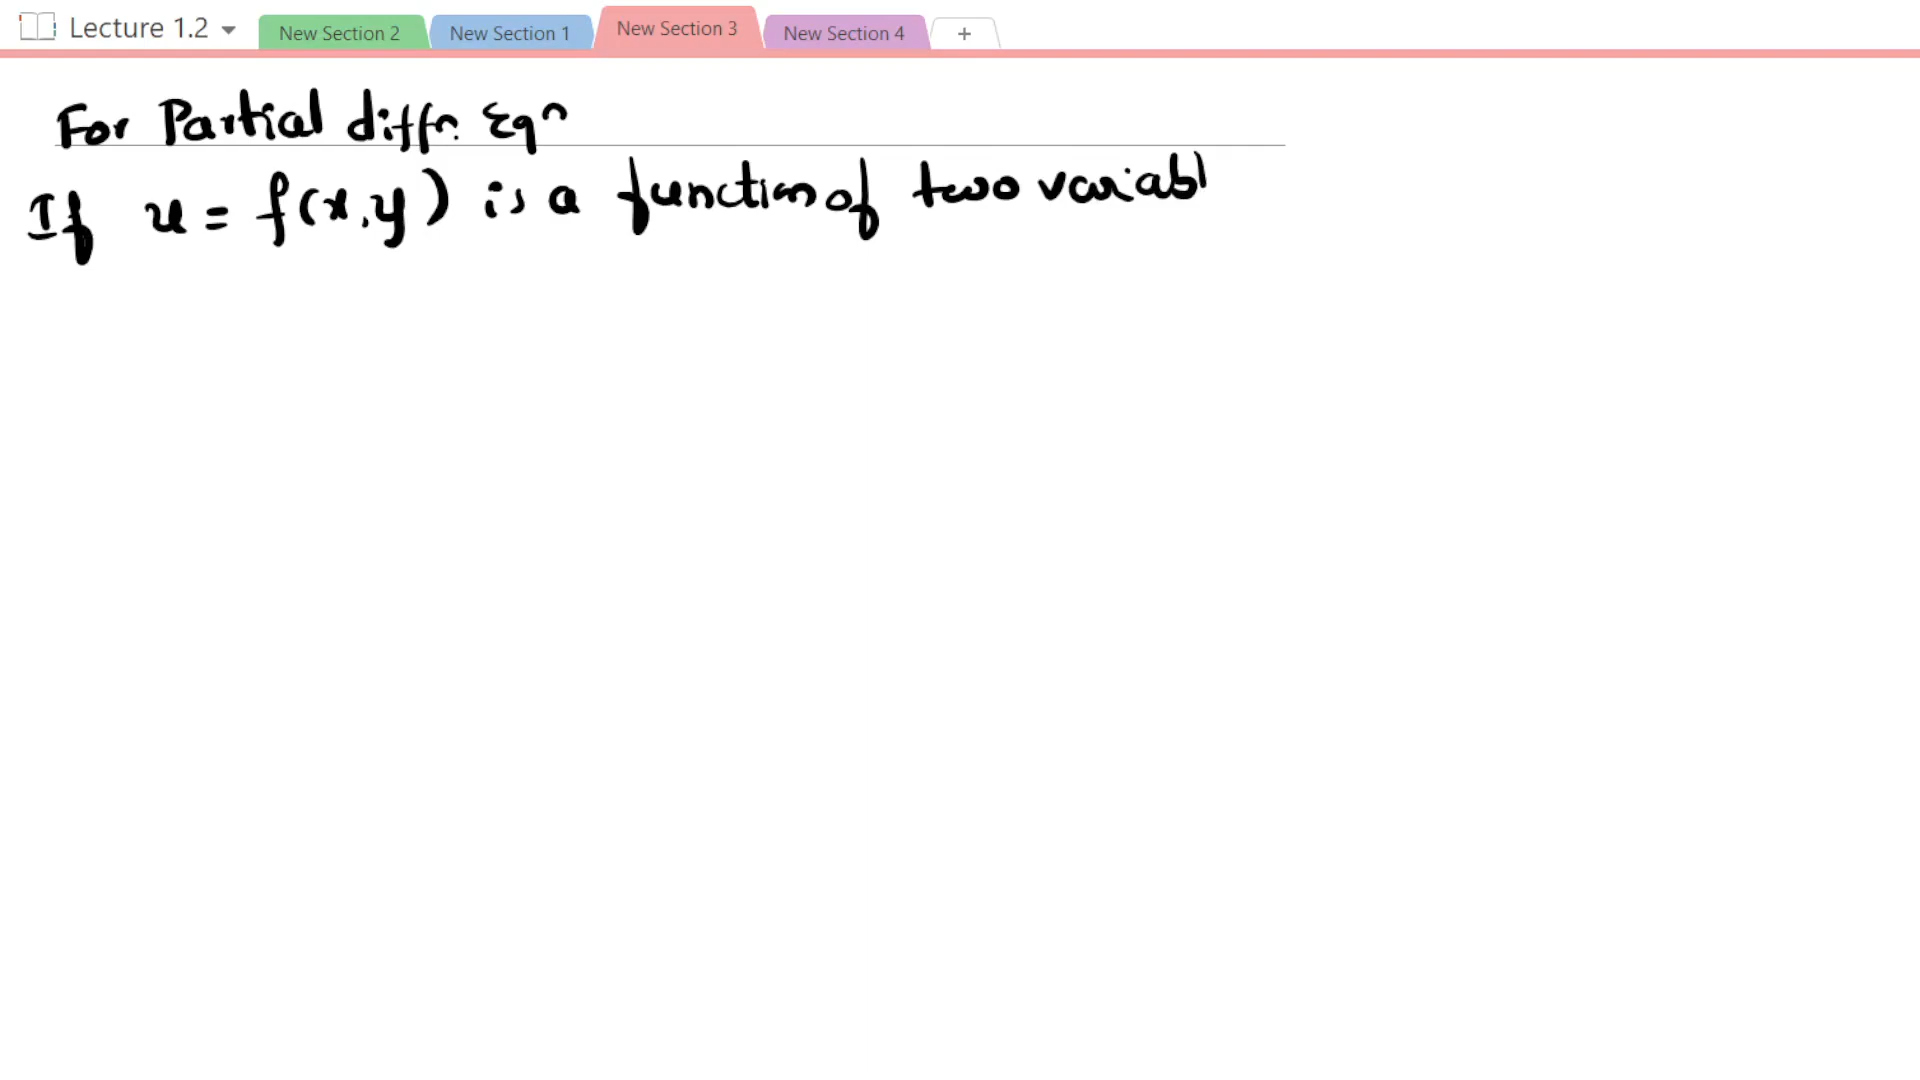 Lecture 1.2 New Section 2 New Section 1 New Section 3 New Section 4 +
For Partial diffn. Eqn
If u = f(x,y) is a function of two variabl